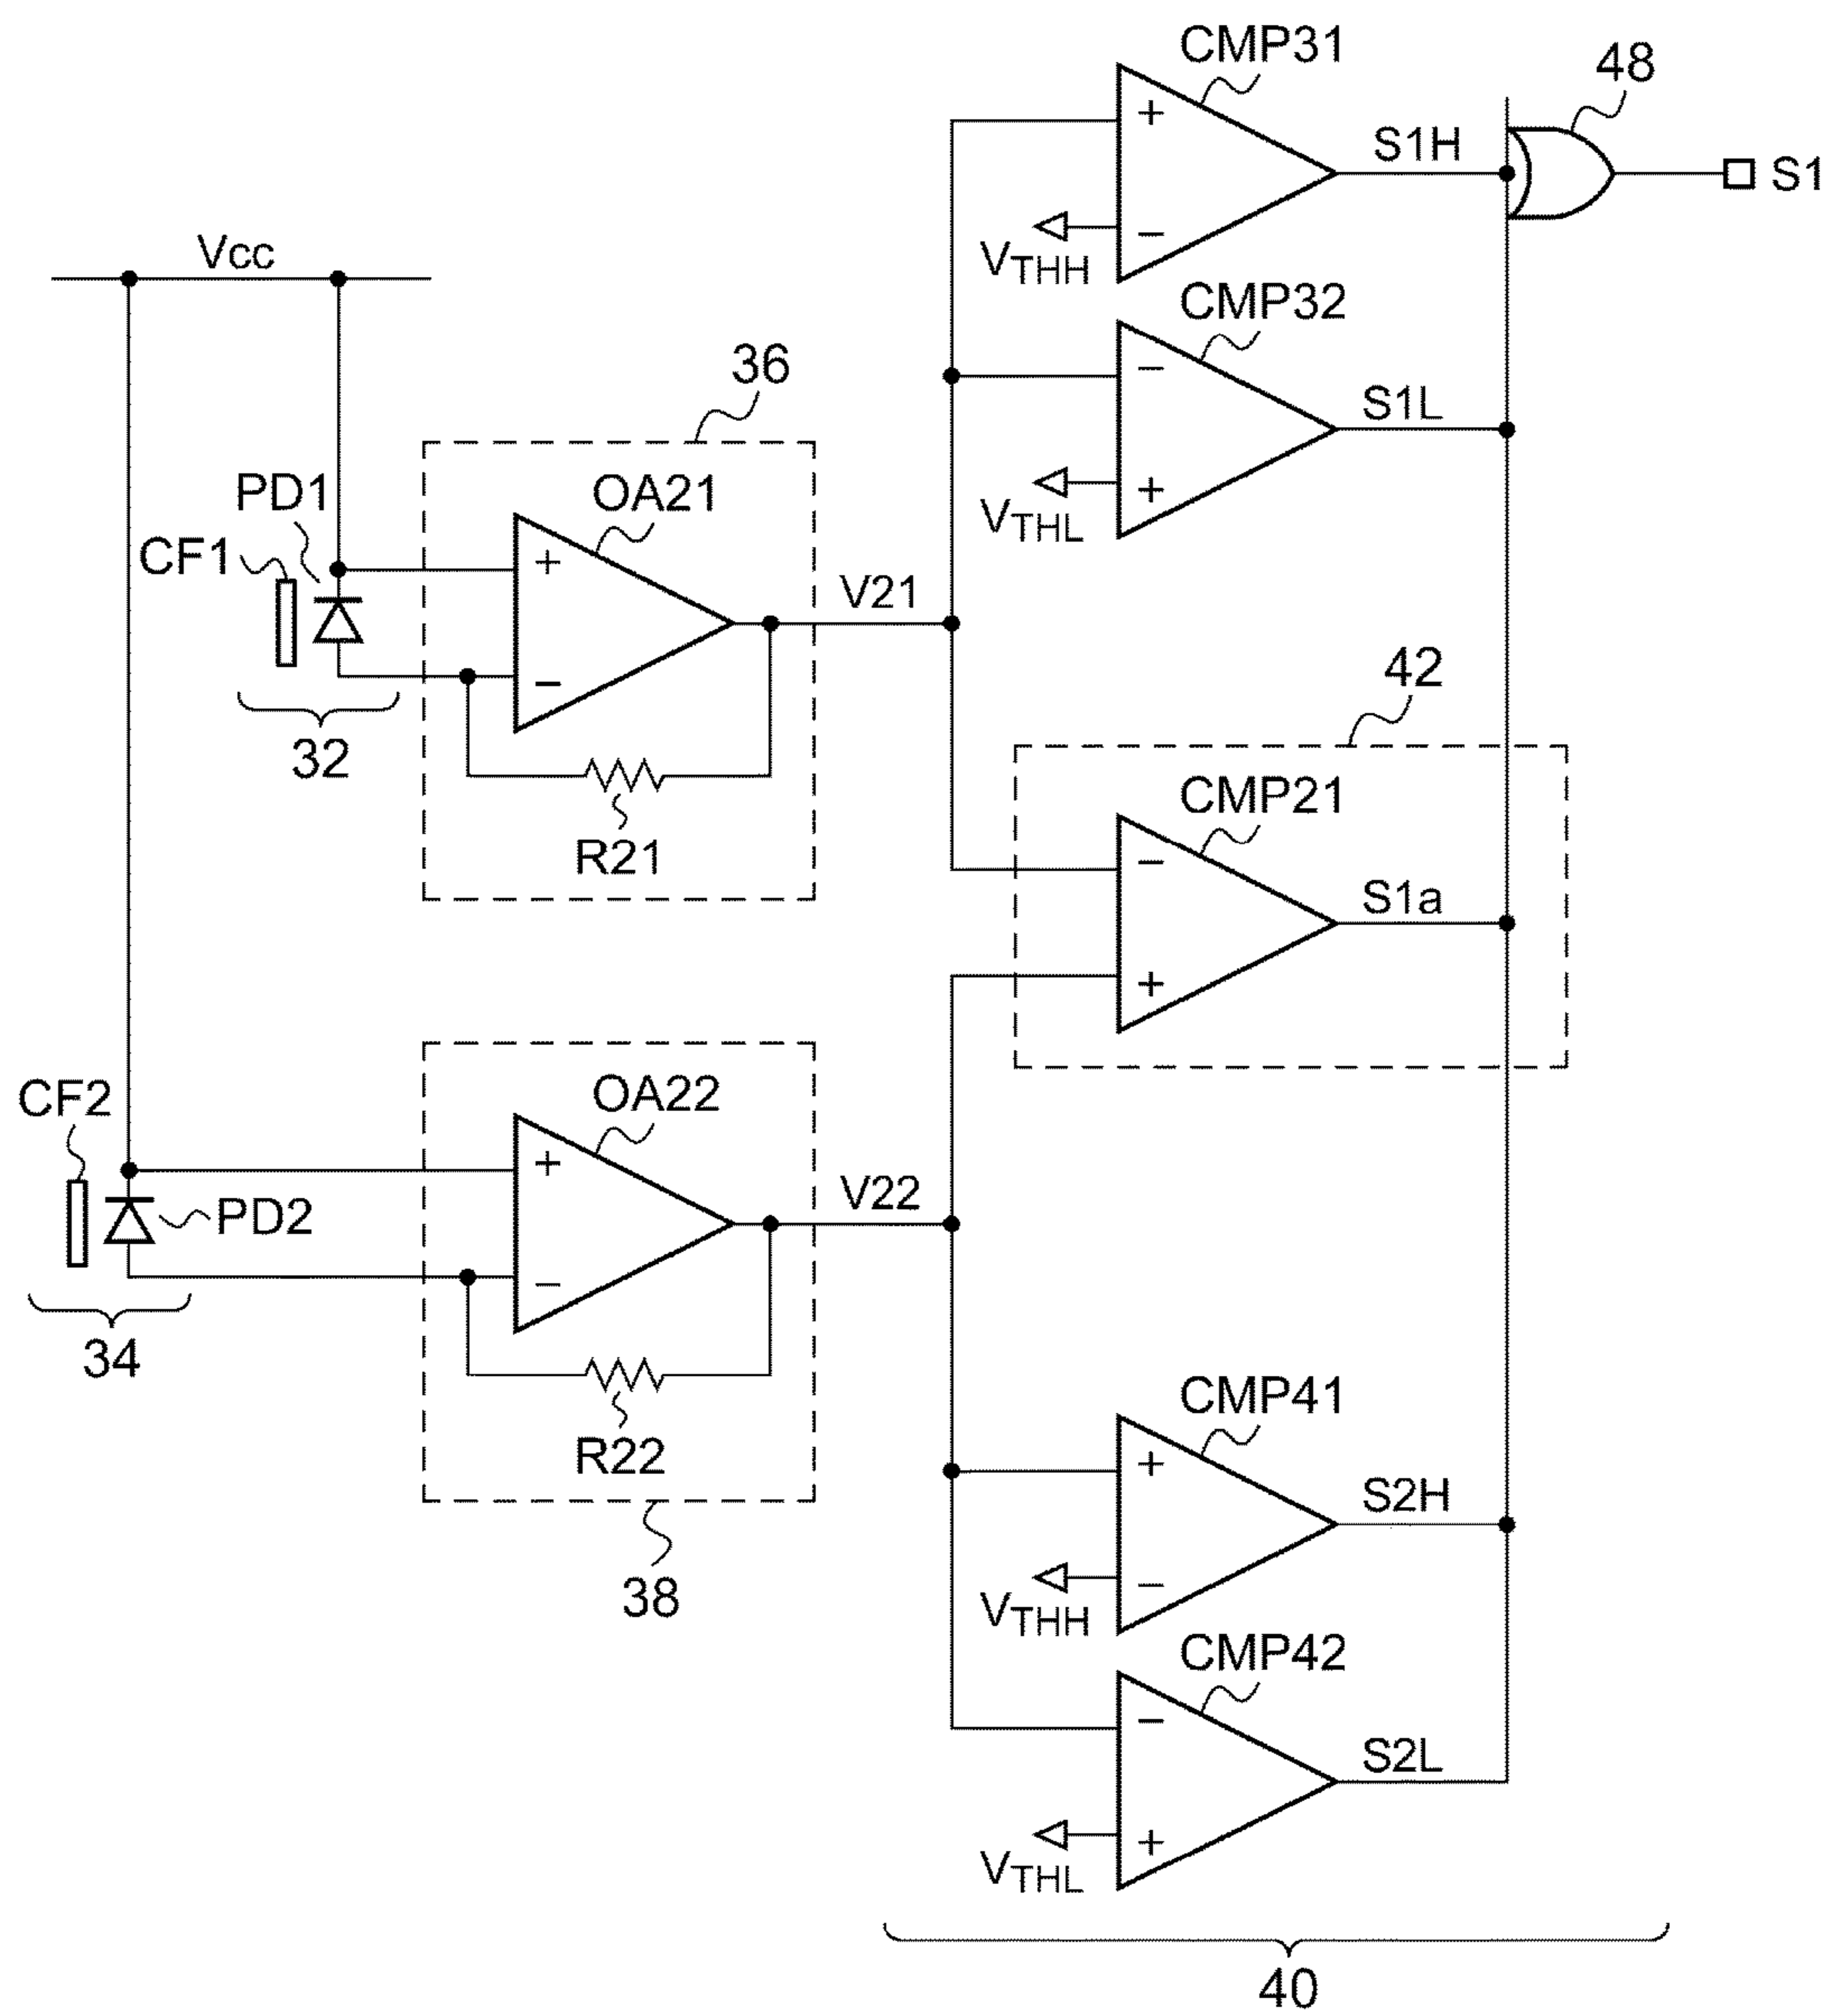 CMP31
48
+
S1H
S1
−
VTHH
Vcc
CMP32
36
−
S1L
PD1
OA21
+
VTHL
CF1
+
V21
−
42
32
CMP21
R21
−
S1a
+
CF2
OA22
+
V22
PD2
−
34
CMP41
R22
+
S2H
38
−
VTHH
CMP42
−
S2L
+
VTHL
40